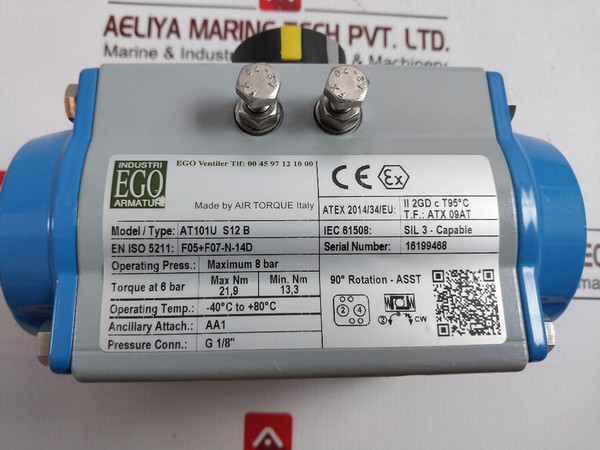 AELIYA MARINE TECH PVT. LTD.
Marine & Machinery
INDUSTRI
EGO
ARMATUR
EGO Ventiler Tlf: 00 45 97 12 10 00
Made by AIR TORQUE Italy
CE Ex
ATEX 2014/34/EU: II 2GD c T95°C
T.F.: ATX 09AT
Model / Type: AT101U S12 B
IEC 61508: SIL 3 - Capable
EN ISO 5211: F05+F07-N-14D
Serial Number: 16199468
Operating Press.: Maximum 8 bar
Torque at 6 bar
Max Nm 21,9
Min. Nm 13,3
90° Rotation - ASST
2 4
2 CW
Operating Temp.: -40°C to +80°C
Ancillary Attach.: AA1
Pressure Conn.: G 1/8"